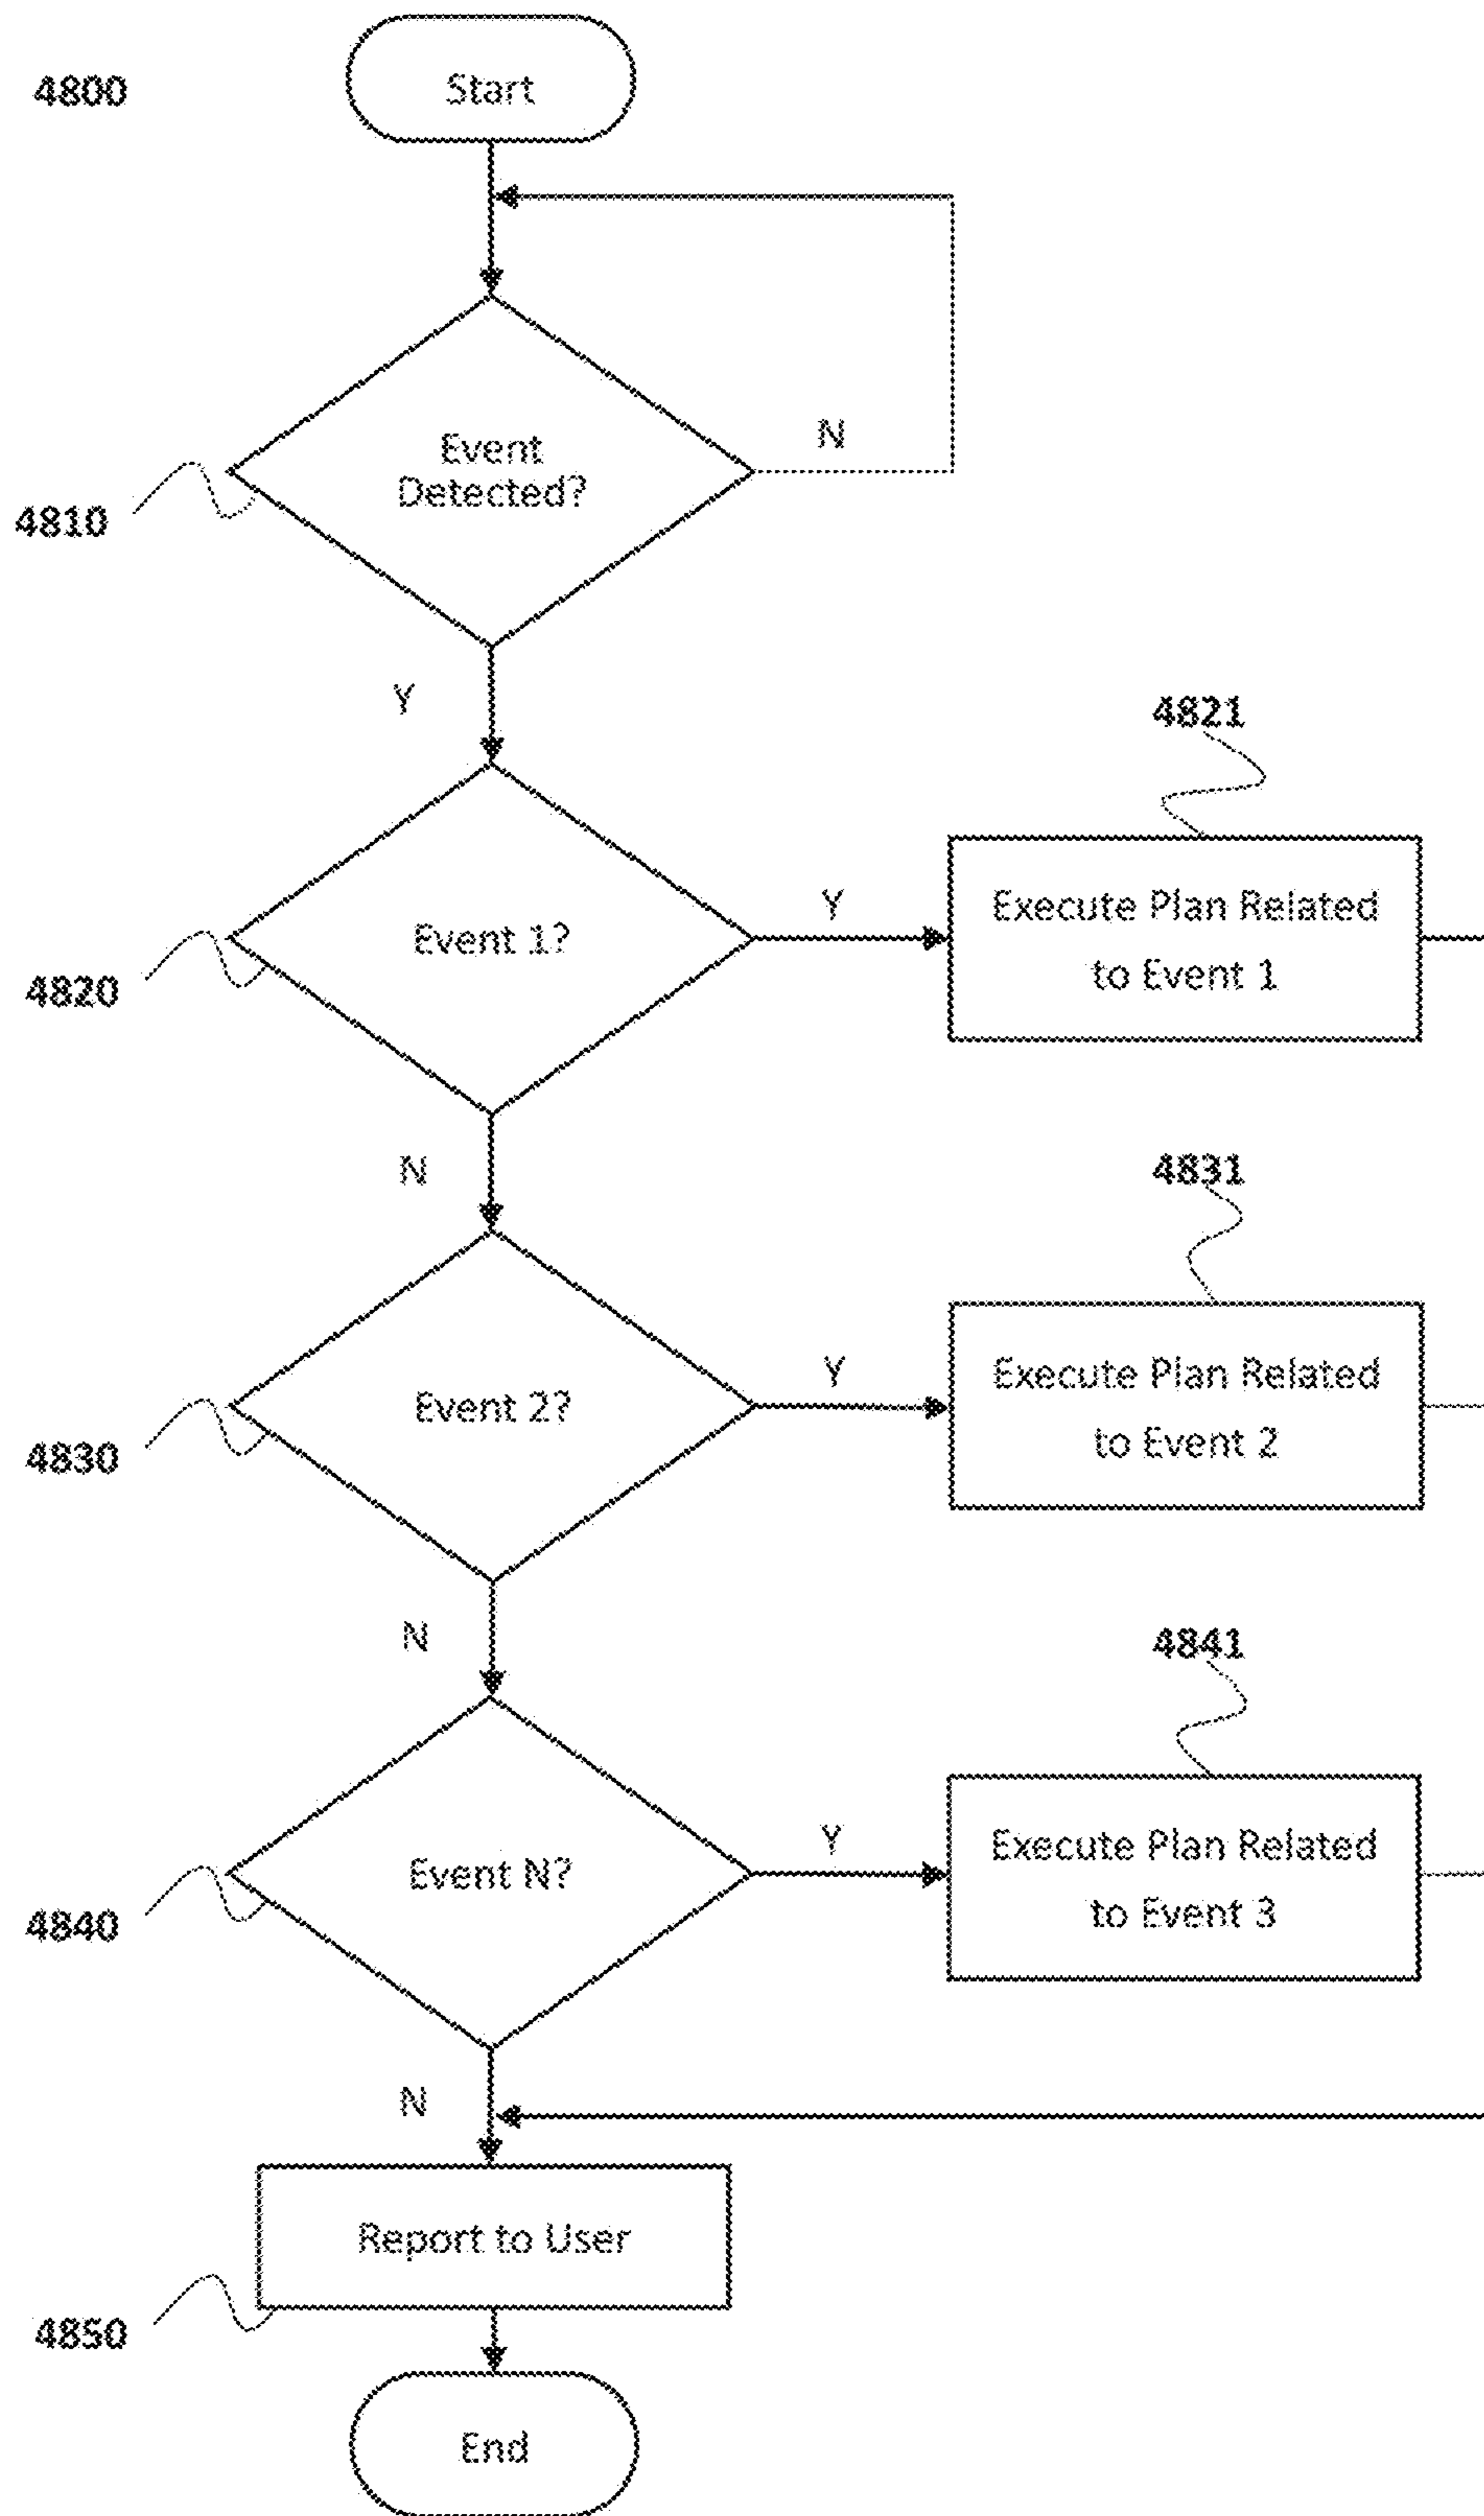 4800
Start
N
Event
Detected?
4810
Y
4821
Y
Execute Plan Related
to Event 1
Event 1?
4820
N
4831
Y
Execute Plan Related
to Event 2
Event 2?
4830
N
4841
Y
Execute Plan Related
to Event 3
Event N?
4840
N
Report to User
4850
End